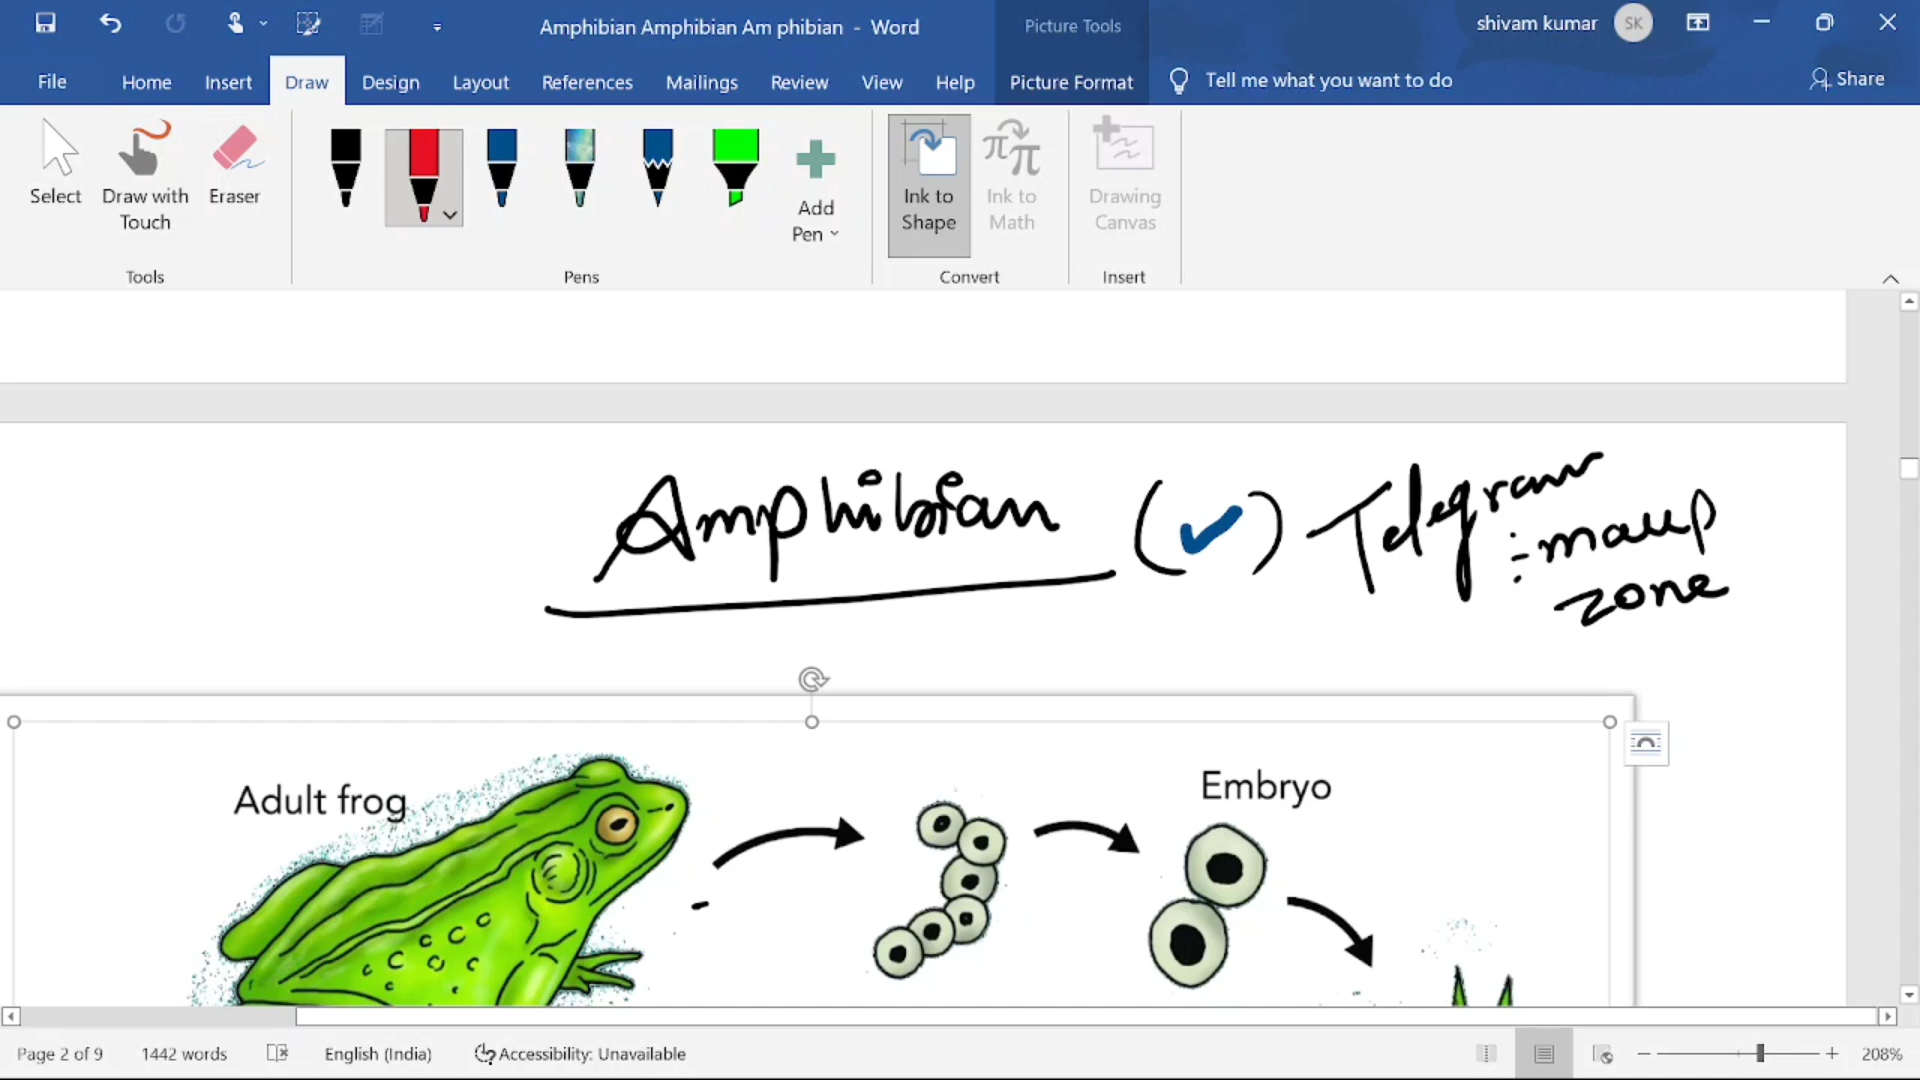 Amphibian Amphibian Am phibian - Word
Picture Tools
shivam kumar
SK
File
Home
Insert
Draw
Design
Layout
References
Mailings
Review
View
Help
Picture Format
Tell me what you want to do
Share
Select
Draw with
Touch
Eraser
Add
Pen
Ink to
Shape
Ink to
Math
Drawing
Canvas
Tools
Pens
Convert
Insert
Amphibian (✓) Telegram
zone
Adult frog
Embryo
Page 2 of 9
1442 words
English (India)
Accessibility: Unavailable
208%